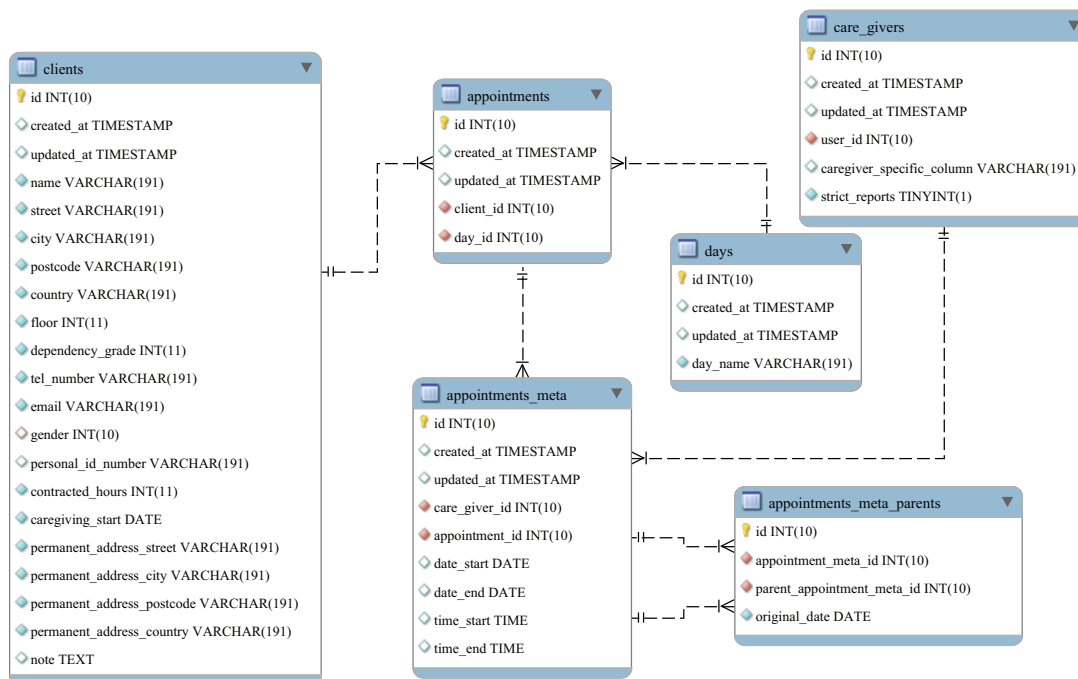 clients
id INT(10)
created_at TIMESTAMP
updated_at TIMESTAMP
name VARCHAR(191)
street VARCHAR(191)
city VARCHAR(191)
postcode VARCHAR(191)
country VARCHAR(191)
floor INT(11)
dependency_grade INT(11)
tel_number VARCHAR(191)
email VARCHAR(191)
gender INT(10)
personal_id_number VARCHAR(191)
contracted_hours INT(11)
caregiving_start DATE
permanent_address_street VARCHAR(191)
permanent_address_city VARCHAR(191)
permanent_address_postcode VARCHAR(191)
permanent_address_country VARCHAR(191)
note TEXT
appointments
id INT(10)
created_at TIMESTAMP
updated_at TIMESTAMP
client_id INT(10)
day_id INT(10)
care_givers
id INT(10)
created_at TIMESTAMP
updated_at TIMESTAMP
user_id INT(10)
caregiver_specific_column VARCHAR(191)
strict_reports TINYINT(1)
days
id INT(10)
created_at TIMESTAMP
updated_at TIMESTAMP
day_name VARCHAR(191)
appointments_meta
id INT(10)
created_at TIMESTAMP
updated_at TIMESTAMP
care_giver_id INT(10)
appointment_id INT(10)
date_start DATE
date_end DATE
time_start TIME
time_end TIME
appointments_meta_parents
id INT(10)
appointment_meta_id INT(10)
parent_appointment_meta_id INT(10)
original_date DATE